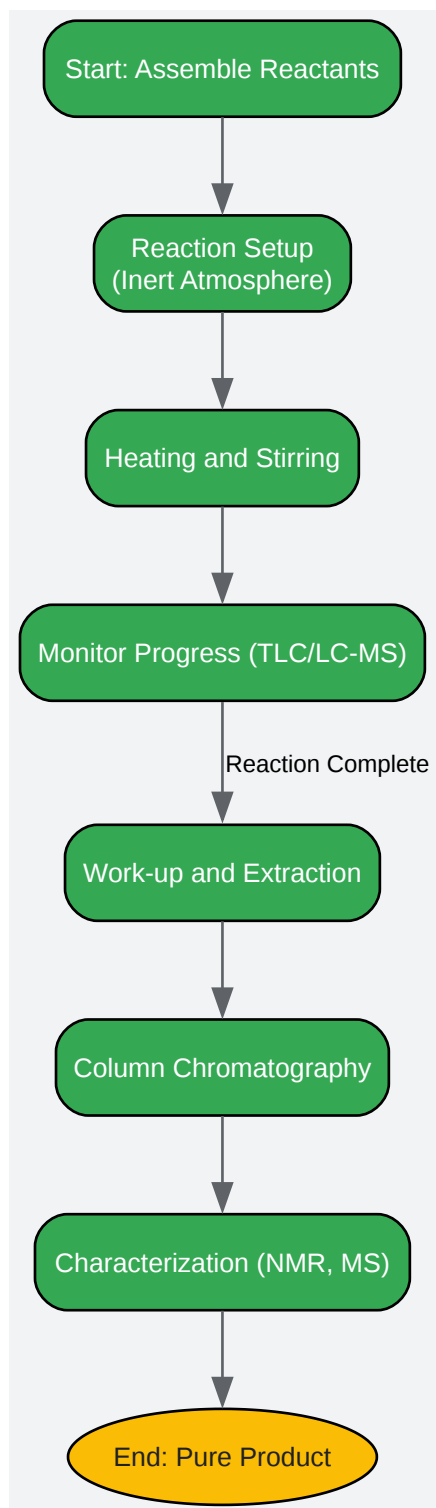 Start: Assemble Reactants
Reaction Setup
(Inert Atmosphere)
Heating and Stirring
Monitor Progress (TLC/LC-MS)
Reaction Complete
Work-up and Extraction
Column Chromatography
Characterization (NMR, MS)
End: Pure Product